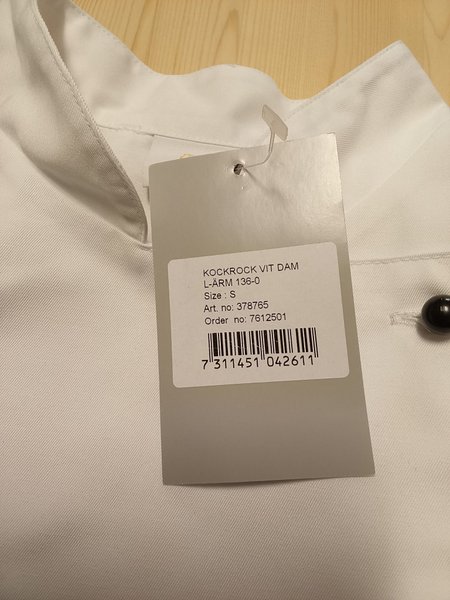 KOCKROCK VIT DAM
L-ÄRM 136-0
Size : S
Art. no: 378765
Order no: 7612501
7 311451 042611